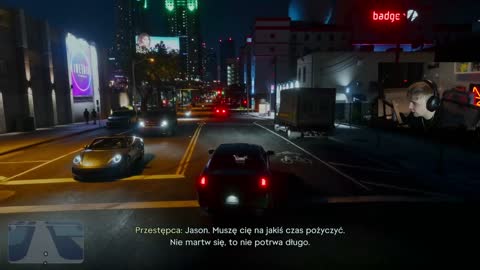 badge
Przestępca: Jason. Muszę cię na jakiś czas pożyczyć.
Nie martw się, to nie potrwa długo.